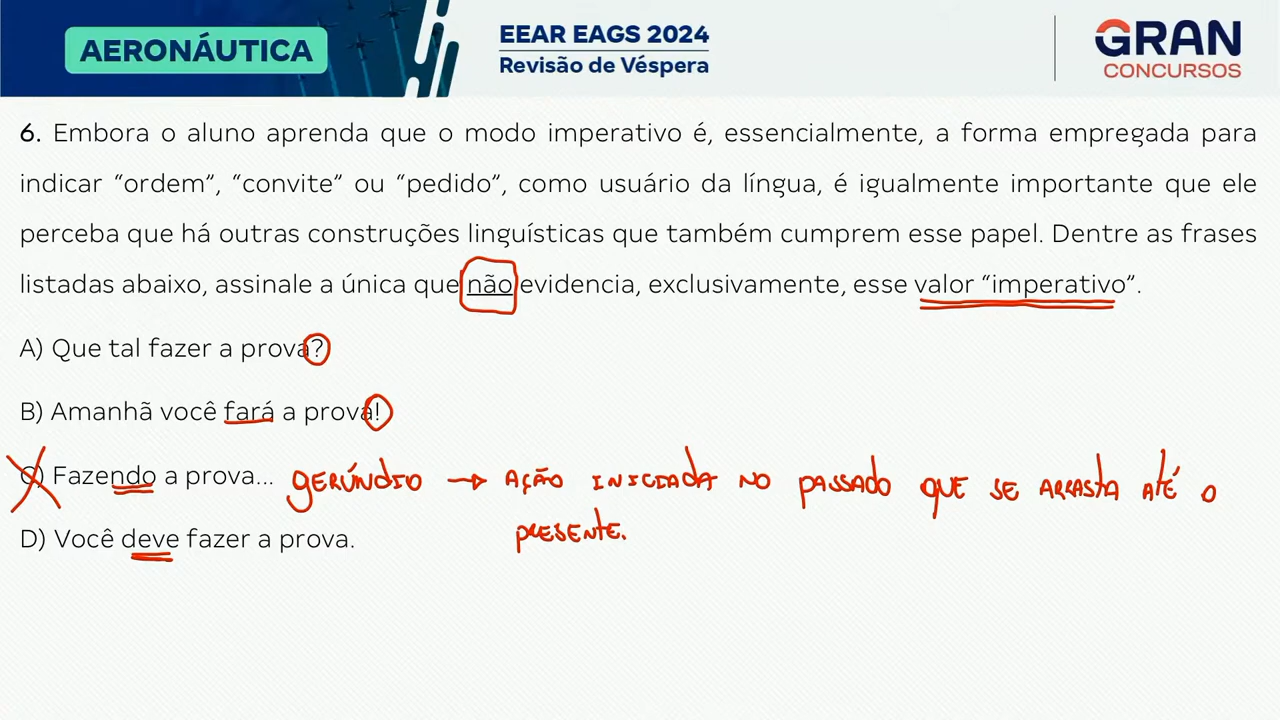 AERONÁUTICA
EEAR EAGS 2024
Revisão de Véspera
GRAN
CONCURSOS
6. Embora o aluno aprenda que o modo imperativo é, essencialmente, a forma empregada para
indicar “ordem”, “convite” ou “pedido”, como usuário da língua, é igualmente importante que ele
perceba que há outras construções linguísticas que também cumprem esse papel. Dentre as frases
listadas abaixo, assinale a única que não evidencia, exclusivamente, esse valor “imperativo”.
A) Que tal fazer a prova?
B) Amanhã você fará a prova!
C) Fazendo a prova... GERÚNDIO → AÇÃO INICIADA NO PASSADO QUE SE ARRASTA ATÉ O
PRESENTE.
D) Você deve fazer a prova.